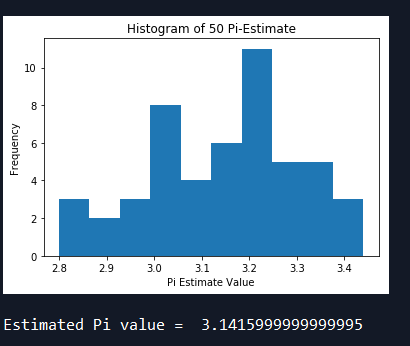 Histogram of 50 Pi-Estimate
10
8
6
4
2
0
Frequency
2.8 2.9 3.0 3.1 3.2 3.3 3.4
Pi Estimate Value
Estimated Pi value =  3.1415999999999995